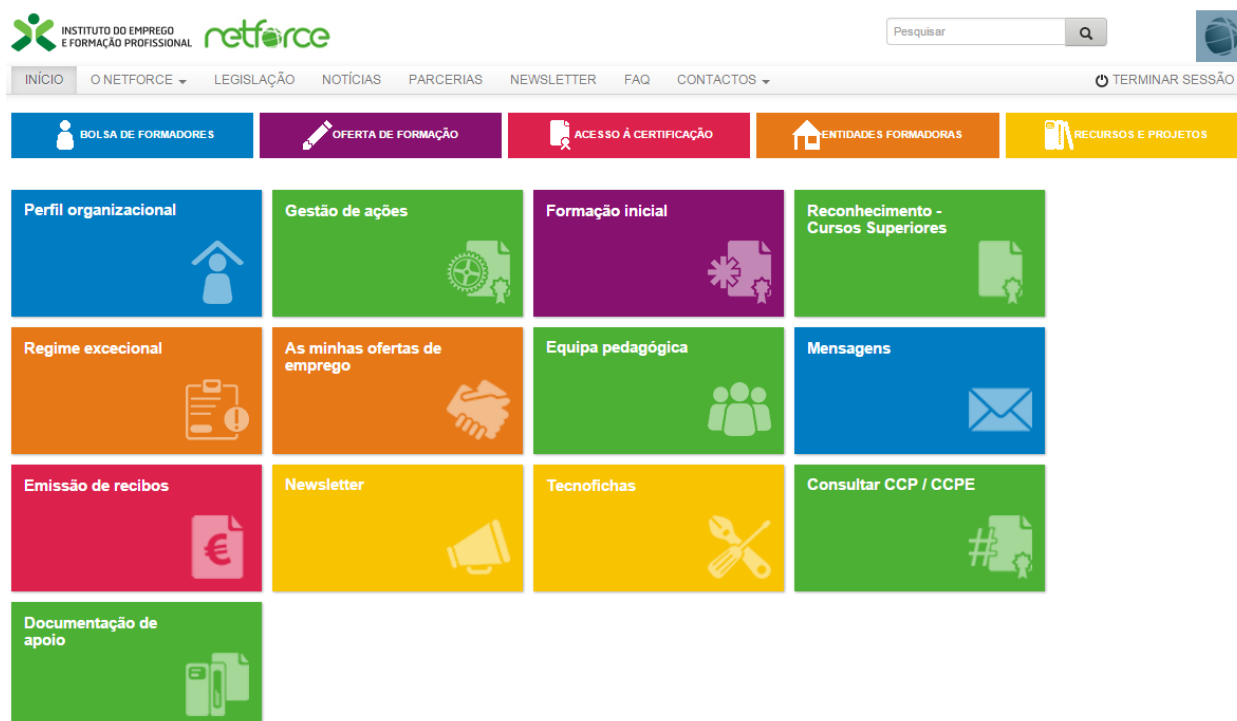 INSTITUTO DO EMPREGO
E FORMAÇÃO PROFISSIONAL
netforce
Pesquisar
INÍCIO O NETFORCE LEGISLAÇÃO NOTÍCIAS PARCERIAS NEWSLETTER FAQ CONTACTOS TERMINAR SESSÃO
BOLSA DE FORMADORES OFERTA DE FORMAÇÃO ACESSO À CERTIFICAÇÃO ENTIDADES FORMADORAS RECURSOS E PROJETOS
Perfil organizacional
Gestão de ações
Formação inicial
Reconhecimento -
Cursos Superiores
Regime excecional
As minhas ofertas de
emprego
Equipa pedagógica
Mensagens
Emissão de recibos
€
Newsletter
Tecnofichas
Consultar CCP / CCPE
#
Documentação de
apoio